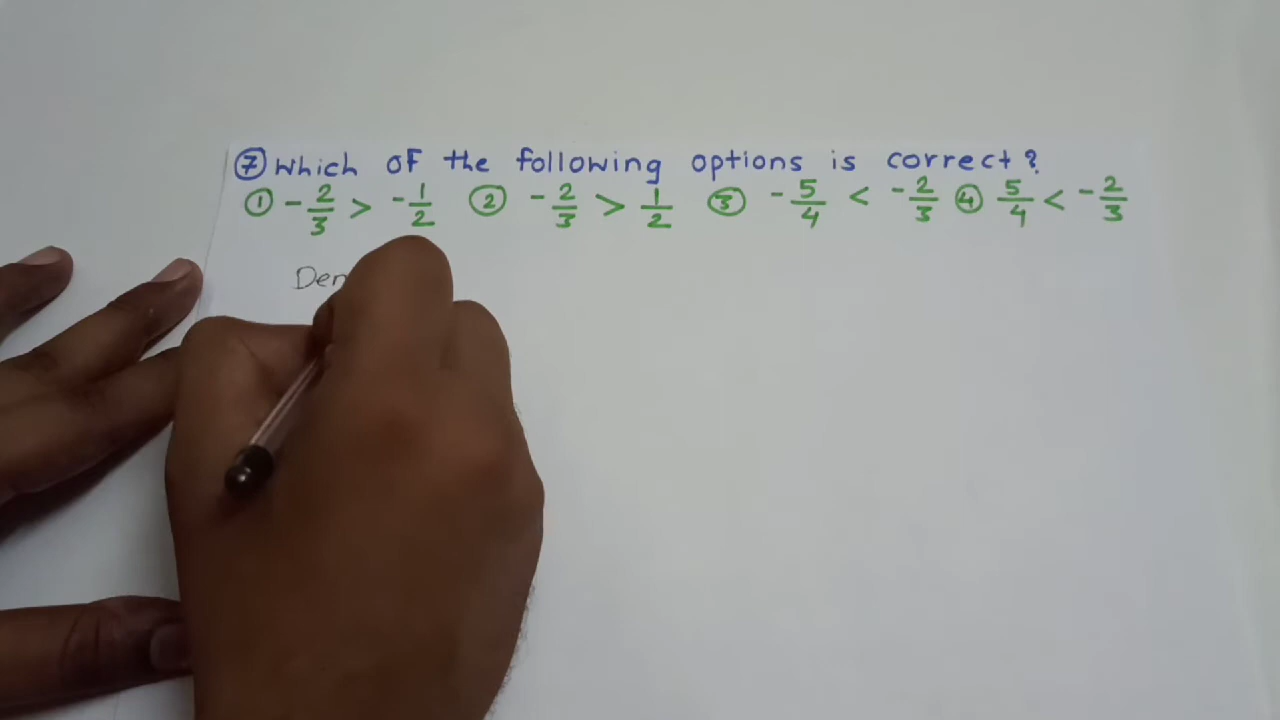 ⑦ Which of the following options is correct?
① -2/3 > -1/2 ② -2/3 > 1/2 ③ -5/4 < -2/3 ④ 5/4 < -2/3
Den